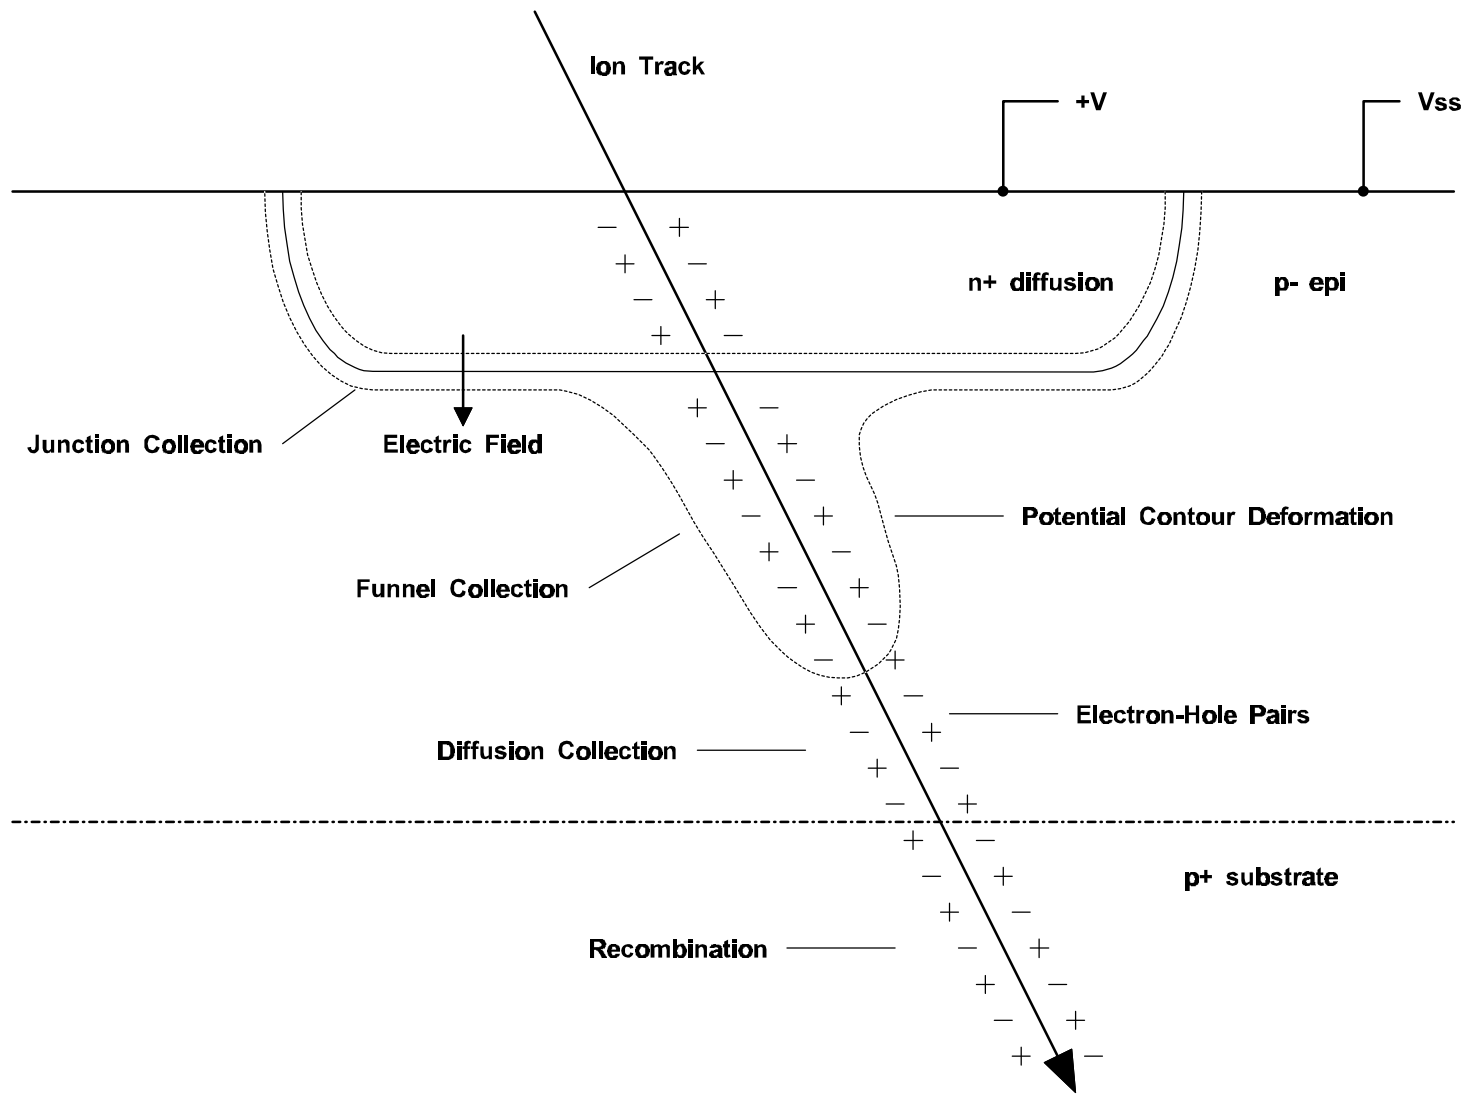 Ion Track
+V
Vss
n+ diffusion
p- epi
Junction Collection
Electric Field
Potential Contour Deformation
Funnel Collection
Electron-Hole Pairs
Diffusion Collection
p+ substrate
Recombination